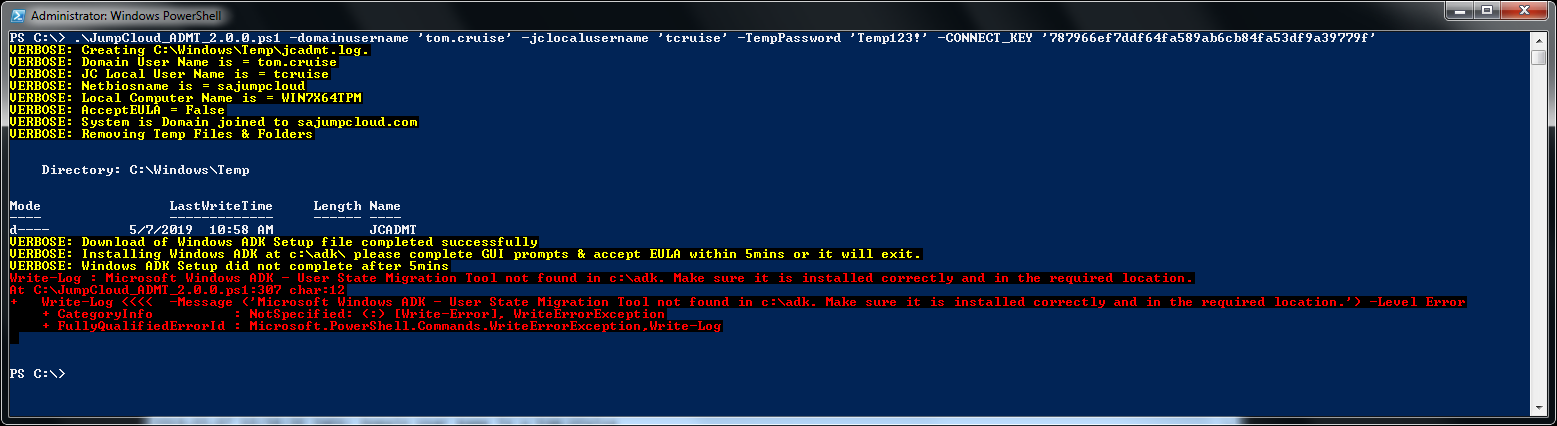 Administrator: Windows PowerShell
PS C:\> .\JumpCloud_ADMT_2.0.0.ps1 -domainusername 'tom.cruise' -jclocalusername 'tcruise' -TempPassword 'Temp123!' -CONNECT_KEY '787966ef7ddf64fa589ab6cb84fa53df9a39779f'
VERBOSE: Creating C:\Windows\Temp\jcadmt.log.
VERBOSE: Domain User Name is = tom.cruise
VERBOSE: JC Local User Name is = tcruise
VERBOSE: Netbiosname is = sajumpcloud
VERBOSE: Local Computer Name is = WIN7X64TPM
VERBOSE: AcceptEULA = False
VERBOSE: System is Domain joined to sajumpcloud.com
VERBOSE: Removing Temp Files & Folders
Directory: C:\Windows\Temp
Mode LastWriteTime Length Name
---- ------------- ------ ----
d---- 5/7/2019 10:58 AM JCADMT
VERBOSE: Download of Windows ADK Setup file completed successfully
VERBOSE: Installing Windows ADK at c:\adk\ please complete GUI prompts & accept EULA within 5mins or it will exit.
VERBOSE: Windows ADK Setup did not complete after 5mins
Write-Log : Microsoft Windows ADK - User State Migration Tool not found in c:\adk. Make sure it is installed correctly and in the required location.
At C:\JumpCloud_ADMT_2.0.0.ps1:307 char:12
+ Write-Log <<<< -Message ('Microsoft Windows ADK - User State Migration Tool not found in c:\adk. Make sure it is installed correctly and in the required location.') -Level Error
+ CategoryInfo : NotSpecified: (:) [Write-Error], WriteErrorException
+ FullyQualifiedErrorId : Microsoft.PowerShell.Commands.WriteErrorException,Write-Log
PS C:\>